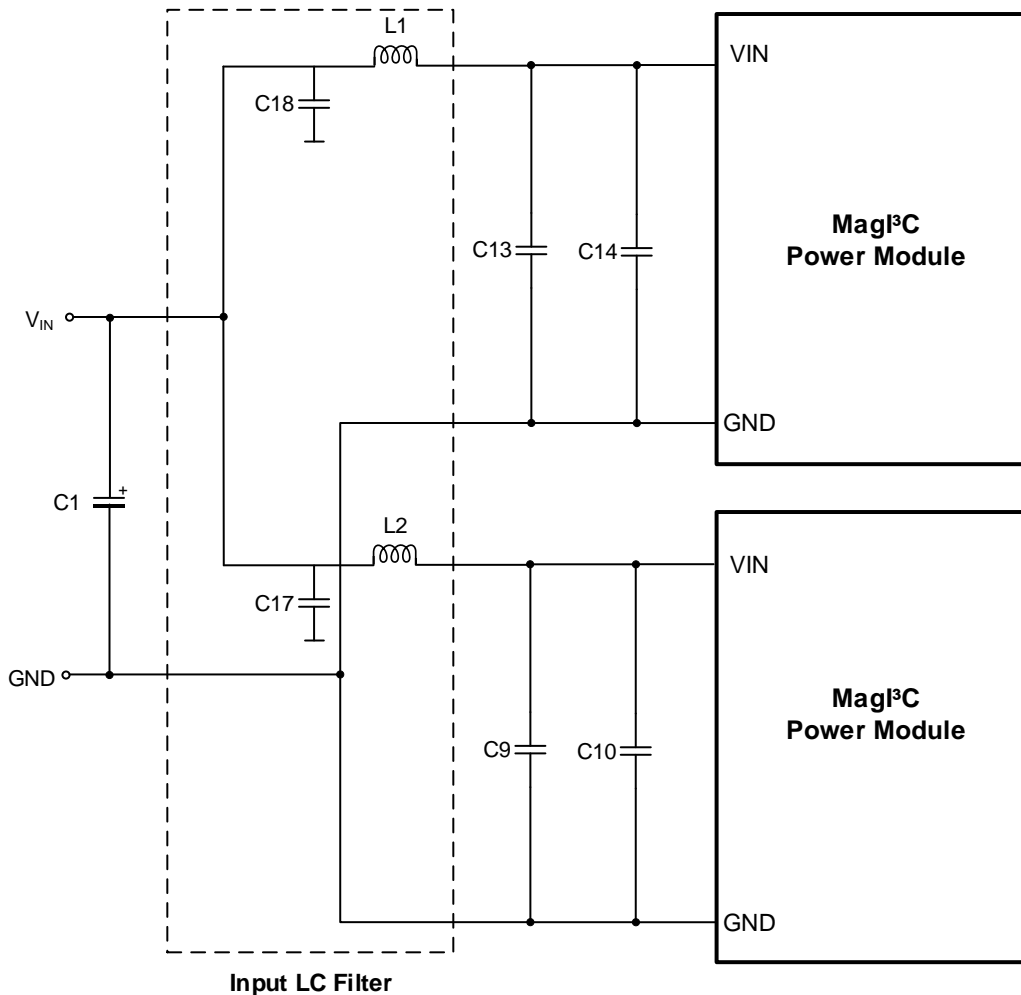 L1
VIN
C18
C13
C14
MagI³C
Power Module
VIN
GND
C1
+
L2
VIN
C17
GND
MagI³C
Power Module
C9
C10
GND
Input LC Filter